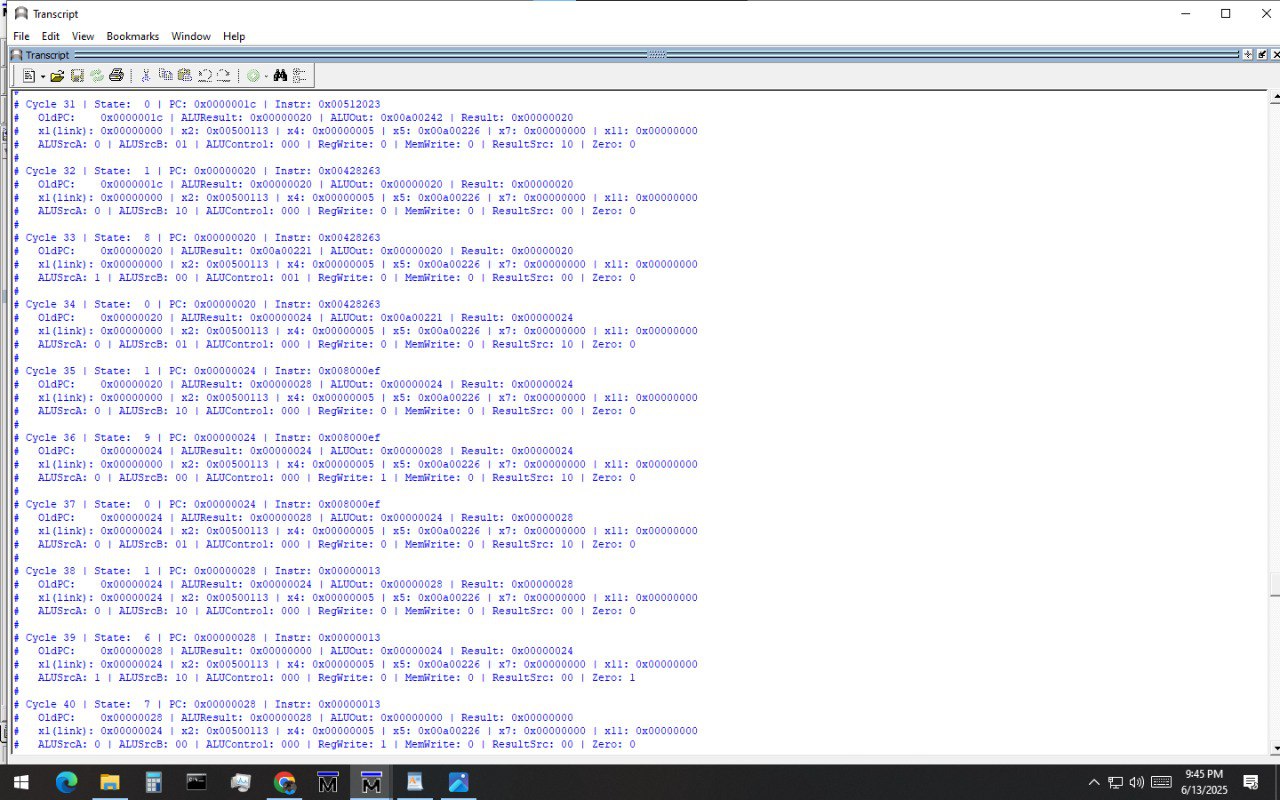 Transcript
File Edit View Bookmarks Window Help
Transcript
# Cycle 31 | State: 0 | PC: 0x0000001c | Instr: 0x00512023
# OldPC: 0x0000001c | ALUResult: 0x00000020 | ALUOut: 0x00a00242 | Result: 0x00000020
# x1(link): 0x00000000 | x2: 0x00500113 | x4: 0x00000005 | x5: 0x00a00226 | x7: 0x00000000 | x11: 0x00000000
# ALUSrcA: 0 | ALUSrcB: 01 | ALUControl: 000 | RegWrite: 0 | MemWrite: 0 | ResultSrc: 10 | Zero: 0
#
# Cycle 32 | State: 1 | PC: 0x00000020 | Instr: 0x00428263
# OldPC: 0x0000001c | ALUResult: 0x00000020 | ALUOut: 0x00000020 | Result: 0x00000020
# x1(link): 0x00000000 | x2: 0x00500113 | x4: 0x00000005 | x5: 0x00a00226 | x7: 0x00000000 | x11: 0x00000000
# ALUSrcA: 0 | ALUSrcB: 10 | ALUControl: 000 | RegWrite: 0 | MemWrite: 0 | ResultSrc: 00 | Zero: 0
#
# Cycle 33 | State: 8 | PC: 0x00000020 | Instr: 0x00428263
# OldPC: 0x00000020 | ALUResult: 0x00a00221 | ALUOut: 0x00000020 | Result: 0x00000020
# x1(link): 0x00000000 | x2: 0x00500113 | x4: 0x00000005 | x5: 0x00a00226 | x7: 0x00000000 | x11: 0x00000000
# ALUSrcA: 1 | ALUSrcB: 00 | ALUControl: 001 | RegWrite: 0 | MemWrite: 0 | ResultSrc: 00 | Zero: 0
#
# Cycle 34 | State: 0 | PC: 0x00000020 | Instr: 0x00428263
# OldPC: 0x00000020 | ALUResult: 0x00000024 | ALUOut: 0x00a00221 | Result: 0x00000024
# x1(link): 0x00000000 | x2: 0x00500113 | x4: 0x00000005 | x5: 0x00a00226 | x7: 0x00000000 | x11: 0x00000000
# ALUSrcA: 0 | ALUSrcB: 01 | ALUControl: 000 | RegWrite: 0 | MemWrite: 0 | ResultSrc: 10 | Zero: 0
#
# Cycle 35 | State: 1 | PC: 0x00000024 | Instr: 0x008000ef
# OldPC: 0x00000020 | ALUResult: 0x00000028 | ALUOut: 0x00000024 | Result: 0x00000024
# x1(link): 0x00000000 | x2: 0x00500113 | x4: 0x00000005 | x5: 0x00a00226 | x7: 0x00000000 | x11: 0x00000000
# ALUSrcA: 0 | ALUSrcB: 10 | ALUControl: 000 | RegWrite: 0 | MemWrite: 0 | ResultSrc: 00 | Zero: 0
#
# Cycle 36 | State: 9 | PC: 0x00000024 | Instr: 0x008000ef
# OldPC: 0x00000024 | ALUResult: 0x00000024 | ALUOut: 0x00000028 | Result: 0x00000024
# x1(link): 0x00000000 | x2: 0x00500113 | x4: 0x00000005 | x5: 0x00a00226 | x7: 0x00000000 | x11: 0x00000000
# ALUSrcA: 0 | ALUSrcB: 00 | ALUControl: 000 | RegWrite: 1 | MemWrite: 0 | ResultSrc: 10 | Zero: 0
#
# Cycle 37 | State: 0 | PC: 0x00000024 | Instr: 0x008000ef
# OldPC: 0x00000024 | ALUResult: 0x00000028 | ALUOut: 0x00000024 | Result: 0x00000028
# x1(link): 0x00000024 | x2: 0x00500113 | x4: 0x00000005 | x5: 0x00a00226 | x7: 0x00000000 | x11: 0x00000000
# ALUSrcA: 0 | ALUSrcB: 01 | ALUControl: 000 | RegWrite: 0 | MemWrite: 0 | ResultSrc: 10 | Zero: 0
#
# Cycle 38 | State: 1 | PC: 0x00000028 | Instr: 0x00000013
# OldPC: 0x00000024 | ALUResult: 0x00000024 | ALUOut: 0x00000028 | Result: 0x00000028
# x1(link): 0x00000024 | x2: 0x00500113 | x4: 0x00000005 | x5: 0x00a00226 | x7: 0x00000000 | x11: 0x00000000
# ALUSrcA: 0 | ALUSrcB: 10 | ALUControl: 000 | RegWrite: 0 | MemWrite: 0 | ResultSrc: 00 | Zero: 0
#
# Cycle 39 | State: 6 | PC: 0x00000028 | Instr: 0x00000013
# OldPC: 0x00000028 | ALUResult: 0x00000000 | ALUOut: 0x00000024 | Result: 0x00000024
# x1(link): 0x00000024 | x2: 0x00500113 | x4: 0x00000005 | x5: 0x00a00226 | x7: 0x00000000 | x11: 0x00000000
# ALUSrcA: 1 | ALUSrcB: 10 | ALUControl: 000 | RegWrite: 0 | MemWrite: 0 | ResultSrc: 00 | Zero: 1
#
# Cycle 40 | State: 7 | PC: 0x00000028 | Instr: 0x00000013
# OldPC: 0x00000028 | ALUResult: 0x00000028 | ALUOut: 0x00000000 | Result: 0x00000000
# x1(link): 0x00000024 | x2: 0x00500113 | x4: 0x00000005 | x5: 0x00a00226 | x7: 0x00000000 | x11: 0x00000000
# ALUSrcA: 0 | ALUSrcB: 00 | ALUControl: 000 | RegWrite: 1 | MemWrite: 0 | ResultSrc: 00 | Zero: 0
9:45 PM
6/13/2025